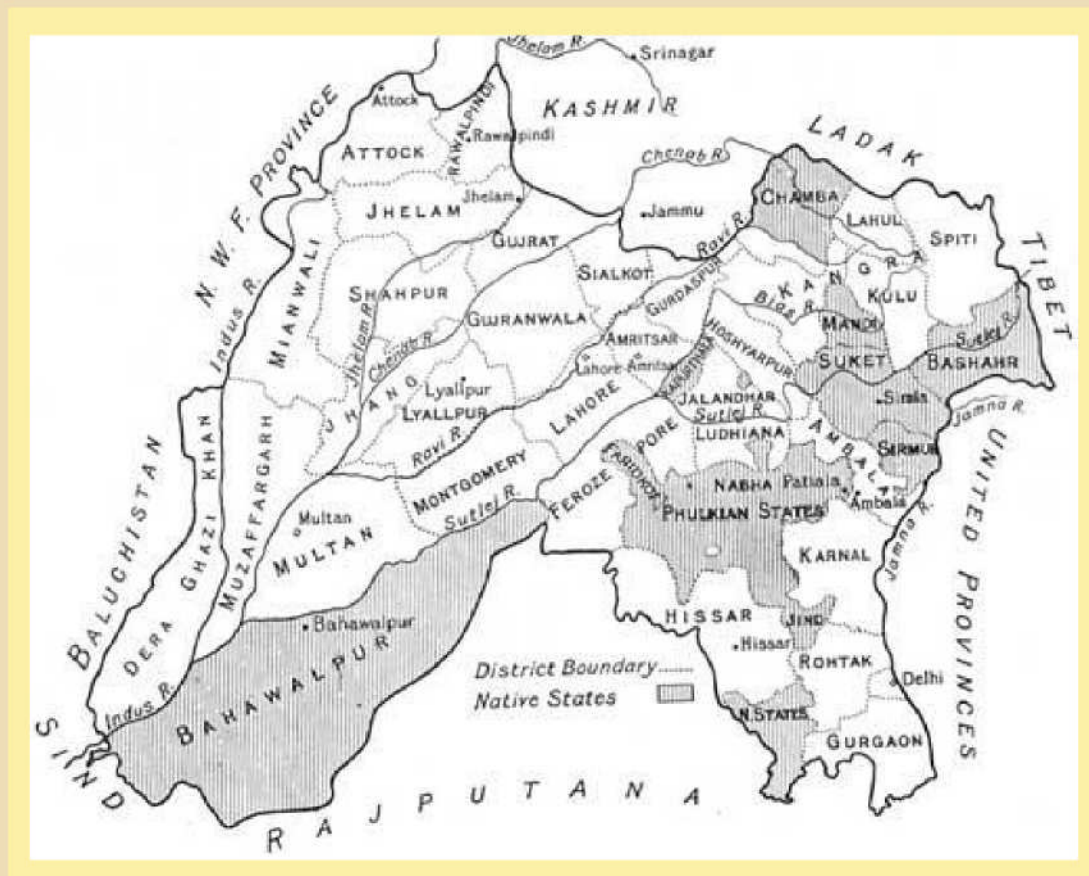 Jhelam R.
Srinagar
KASHMIR
LADAK
Attock
RAWALPINDI
Rawalpindi
ATTOCK
N. W. F. PROVINCE
Chenab R.
CHAMBA
LAHUL
SPITI
TIBET
JHELAM
Jhelam
Jammu
Ravi R.
GUJRAT
SIALKOT
GURDASPUR
KANGRA
KULU
MIANWALI
Indus R.
SHAHPUR
Jhelam R.
Chenab R.
GUJRANWALA
AMRITSAR
Lahore
Amritsar
Bias R.
MANDI
SUKET
Sutlej R.
BASHAHR
HOSHYARPUR
KAPURTHALA
JALANDHAR
Simla
Jamna R.
JHANG
Lyallpur
LYALLPUR
Ravi R.
LAHORE
Sutlej R.
LUDHIANA
AMBALA
SIRMUR
UNITED PROVINCES
BALUCHISTAN
DERA GHAZI KHAN
MUZAFFARGARH
MONTGOMERY
Sutlej R.
FEROZEPORE
FARIDKOT
NABHA
Patiala
PHULKIAN STATES
Ambala
Jamna R.
Multan
MULTAN
KARNAL
HISSAR
Hissar
JIND
ROHTAK
Delhi
Bahawalpur
BAHAWALPUR
District Boundary
Native States
N. STATES
GURGAON
Indus R.
SIND
RAJPUTANA